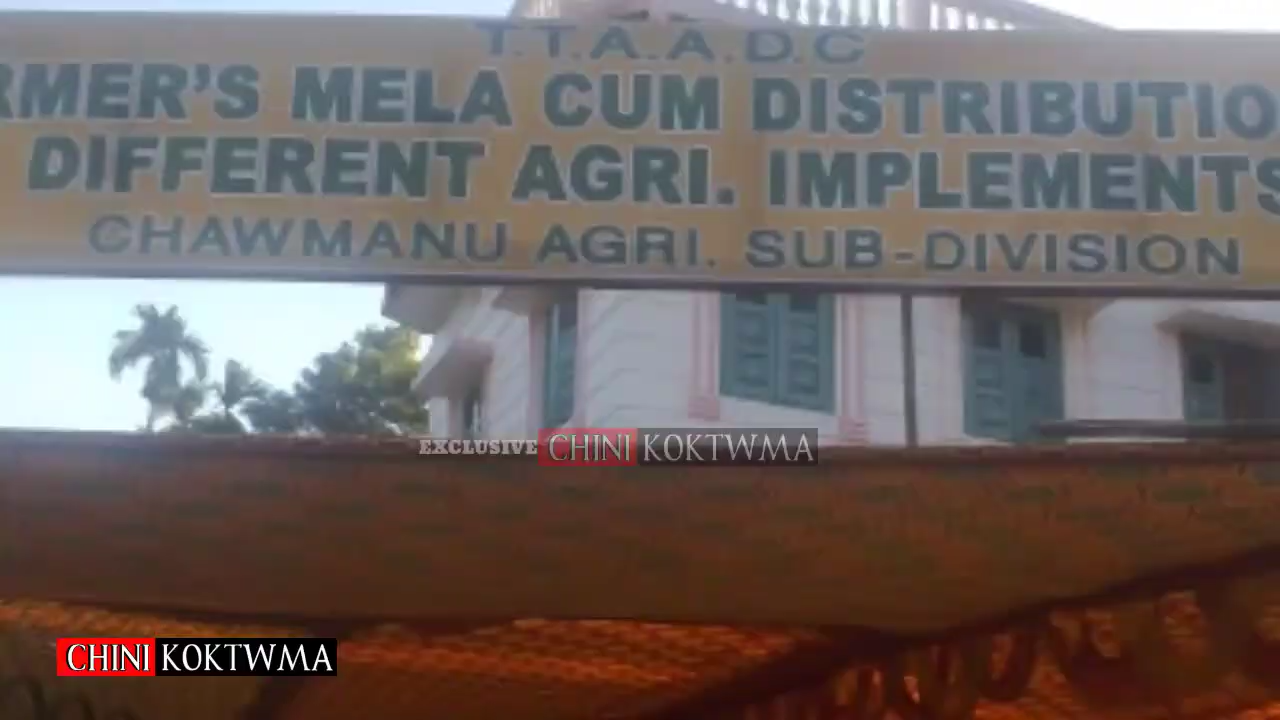 T.T.A.A.D.C
RMER'S MELA CUM DISTRIBUTIO
DIFFERENT AGRI. IMPLEMENTS
CHAWMANU AGRI. SUB-DIVISION
EXCLUSIVE CHINI KOKTWMA
CHINI KOKTWMA